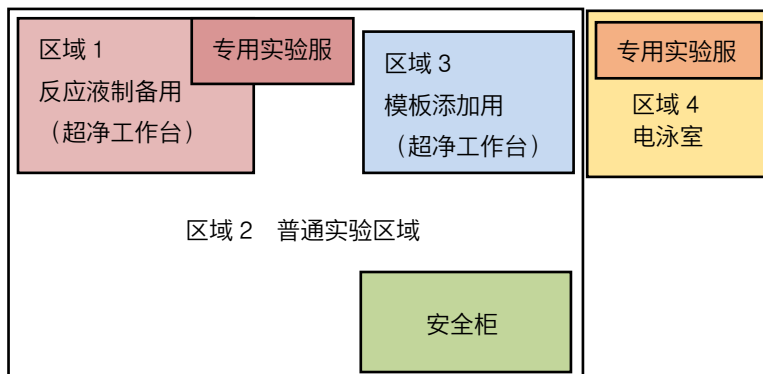 区域 1
反应液制备用
（超净工作台）
专用实验服
区域 3
模板添加用
（超净工作台）
专用实验服
区域 4
电泳室
区域 2　普通实验区域
安全柜